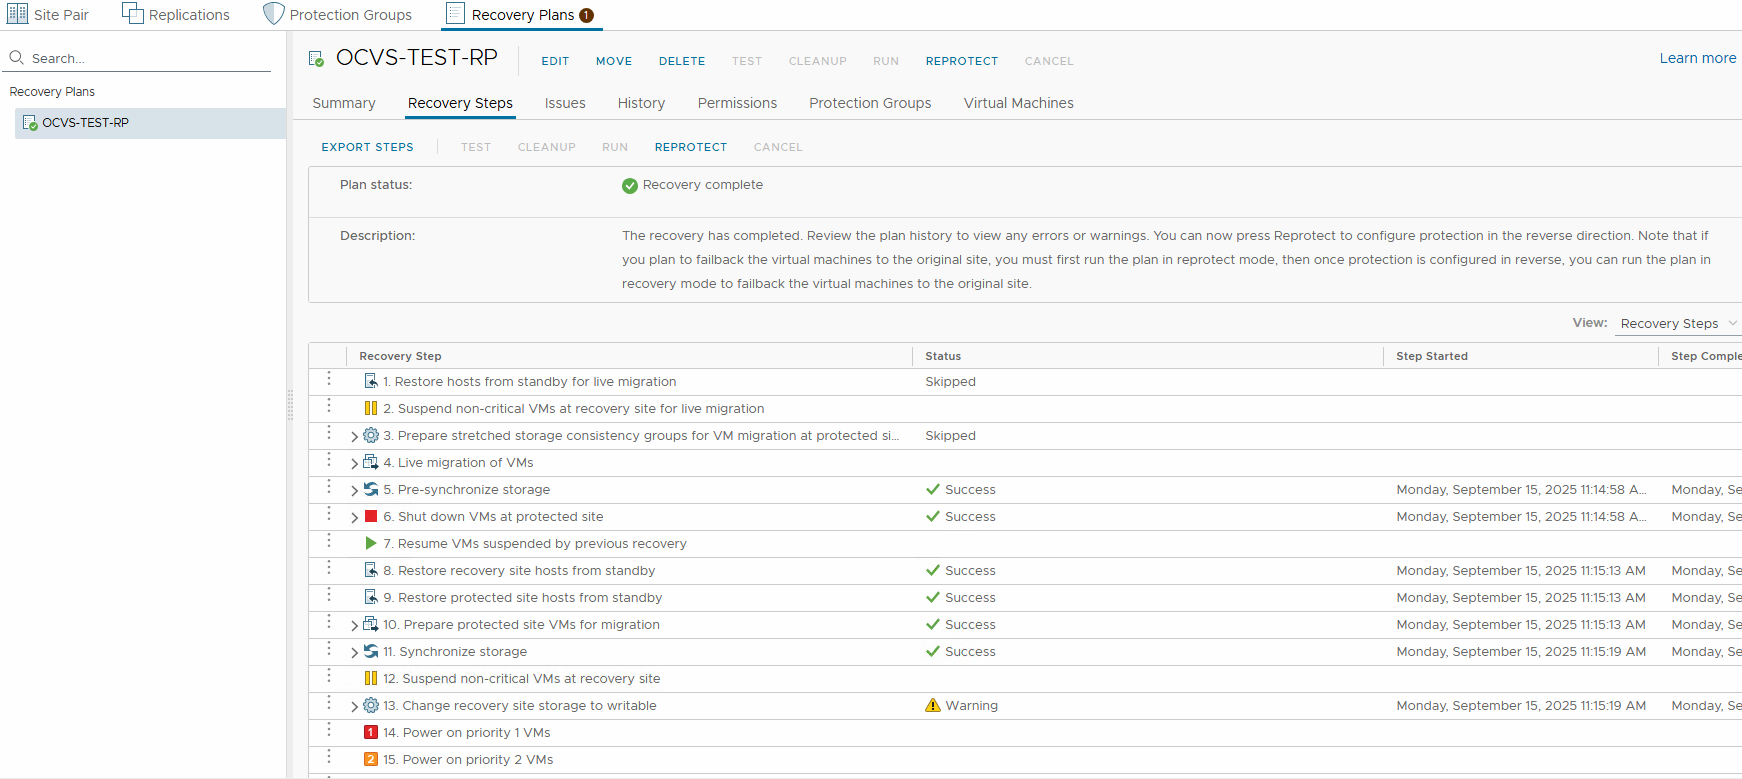 Site Pair Replications Protection Groups Recovery Plans 1
Search...
Recovery Plans
OCVS-TEST-RP
OCVS-TEST-RP EDIT MOVE DELETE TEST CLEANUP RUN REPROTECT CANCEL Learn more
Summary Recovery Steps Issues History Permissions Protection Groups Virtual Machines
EXPORT STEPS TEST CLEANUP RUN REPROTECT CANCEL
Plan status: Recovery complete
Description: The recovery has completed. Review the plan history to view any errors or warnings. You can now press Reprotect to configure protection in the reverse direction. Note that if
you plan to failback the virtual machines to the original site, you must first run the plan in reprotect mode, then once protection is configured in reverse, you can run the plan in
recovery mode to failback the virtual machines to the original site.
View: Recovery Steps
Recovery Step Status Step Started Step Comple
1. Restore hosts from standby for live migration Skipped
2. Suspend non-critical VMs at recovery site for live migration
3. Prepare stretched storage consistency groups for VM migration at protected si... Skipped
4. Live migration of VMs
5. Pre-synchronize storage Success Monday, September 15, 2025 11:14:58 A... Monday, Se
6. Shut down VMs at protected site Success Monday, September 15, 2025 11:14:58 A... Monday, Se
7. Resume VMs suspended by previous recovery
8. Restore recovery site hosts from standby Success Monday, September 15, 2025 11:15:13 AM Monday, Se
9. Restore protected site hosts from standby Success Monday, September 15, 2025 11:15:13 AM Monday, Se
10. Prepare protected site VMs for migration Success Monday, September 15, 2025 11:15:13 AM Monday, Se
11. Synchronize storage Success Monday, September 15, 2025 11:15:19 AM Monday, Se
12. Suspend non-critical VMs at recovery site
13. Change recovery site storage to writable Warning Monday, September 15, 2025 11:15:19 AM Monday, Se
1 14. Power on priority 1 VMs
2 15. Power on priority 2 VMs